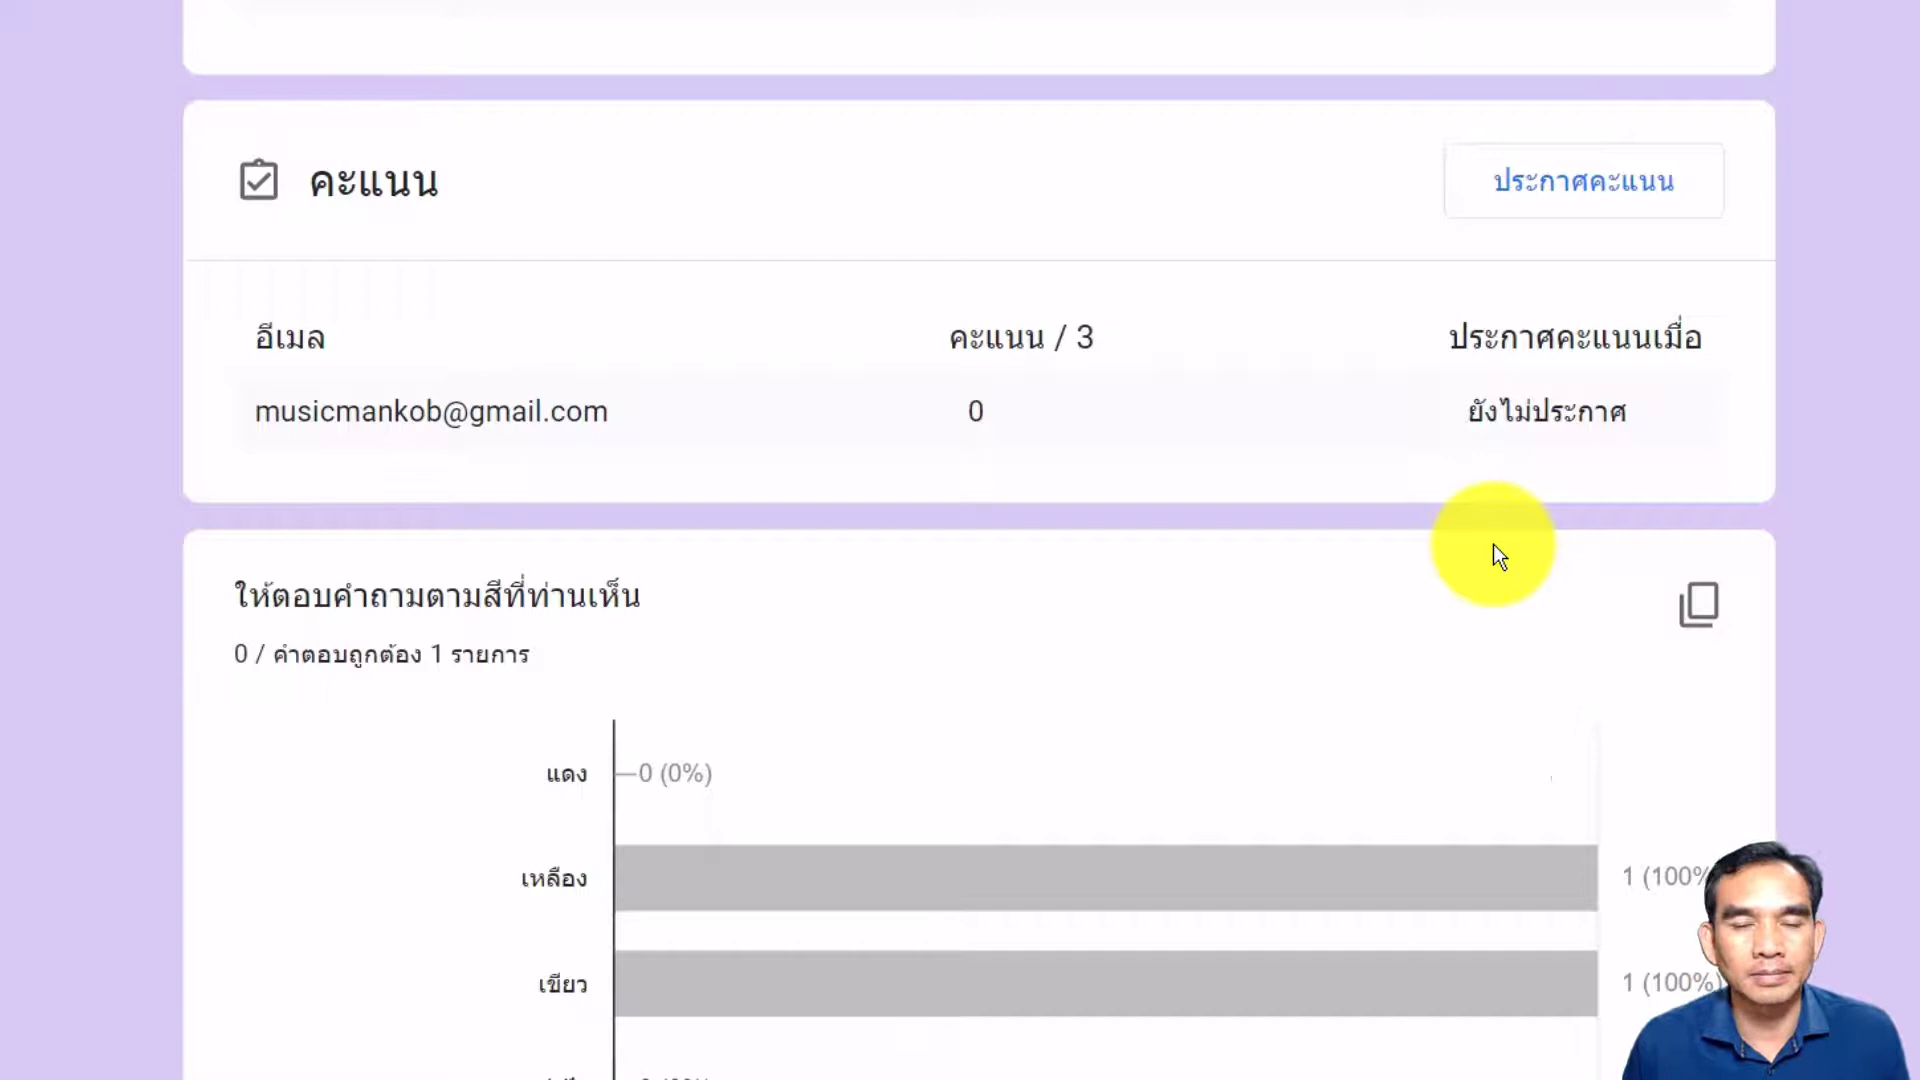 คะแนน
ประกาศคะแนน
อีเมล คะแนน / 3 ประกาศคะแนนเมื่อ
musicmankob@gmail.com 0 ยังไม่ประกาศ
ให้ตอบคำถามตามสีที่ท่านเห็น
0 / คำตอบถูกต้อง 1 รายการ
แดง 0 (0%)
เหลือง 1 (100%
เขียว 1 (100%)